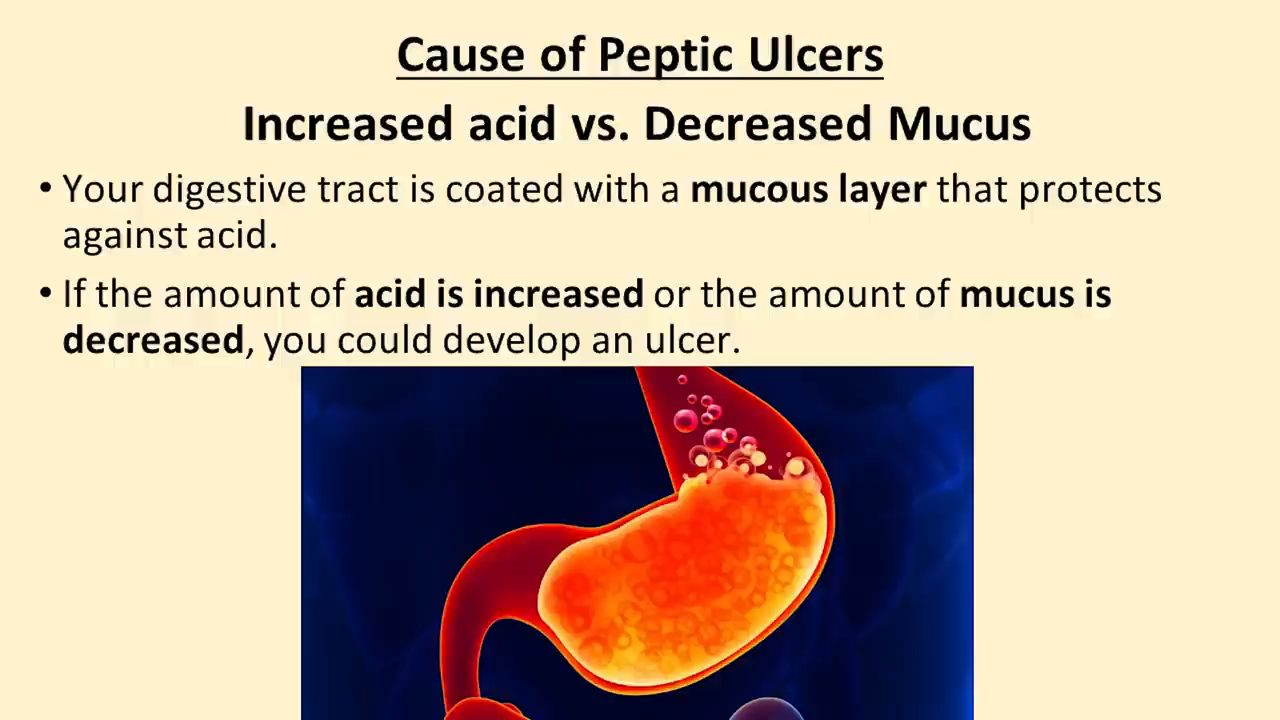 Cause of Peptic Ulcers
Increased acid vs. Decreased Mucus
• Your digestive tract is coated with a mucous layer that protects
against acid.
• If the amount of acid is increased or the amount of mucus is
decreased, you could develop an ulcer.